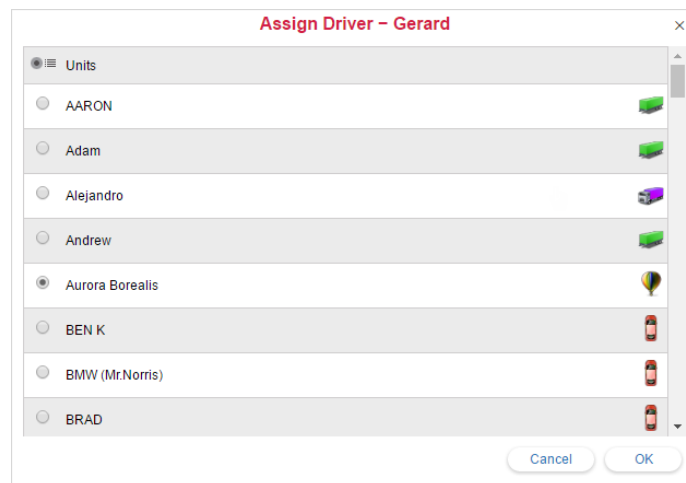 Assign Driver – Gerard
Units
AARON
Adam
Alejandro
Andrew
Aurora Borealis
BEN K
BMW (Mr.Norris)
BRAD
Cancel OK